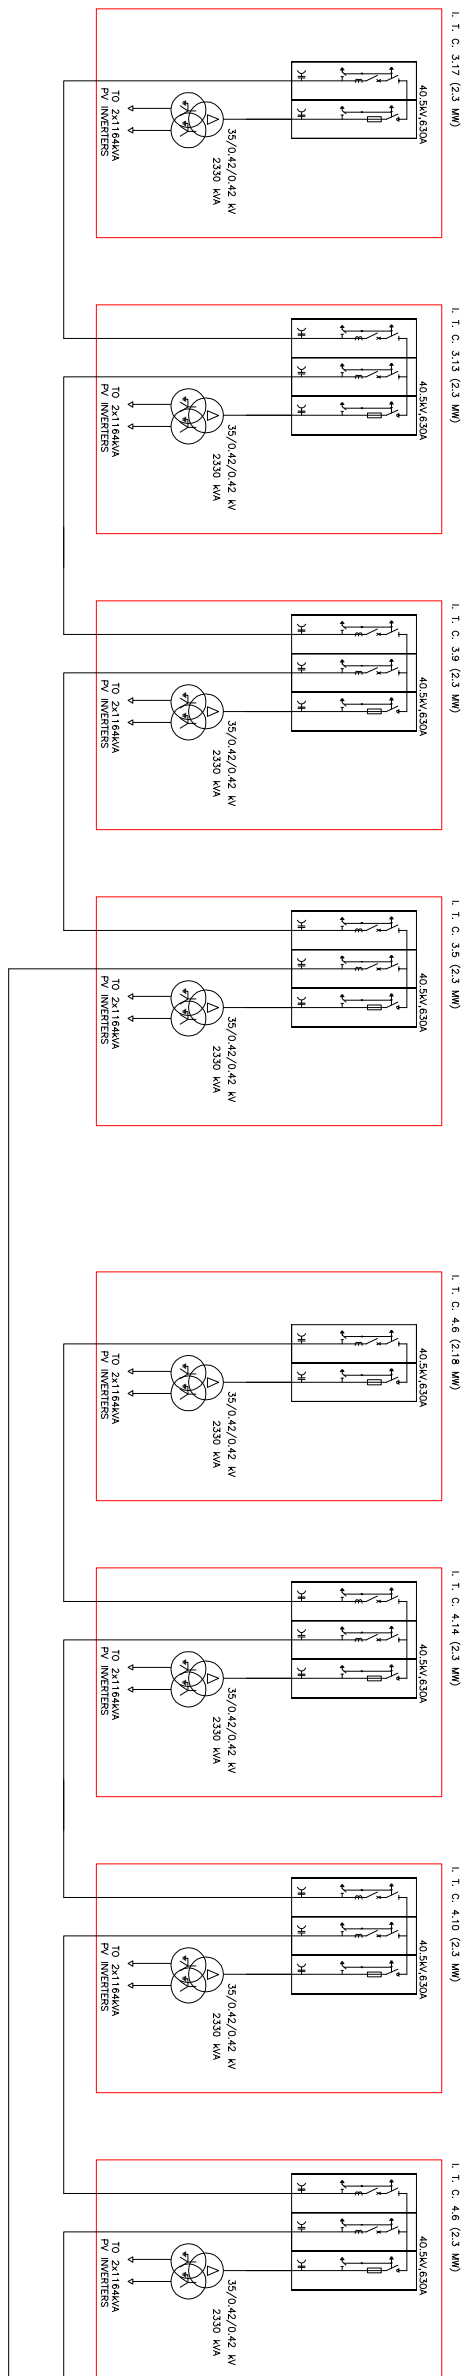 I. T. C. 3.17 (2.3 MW)
40.5kV,630A
35/0.42/0.42 kV
2330 kVA
TO 2x1164kVA
PV INVERTERS
I. T. C. 3.13 (2.3 MW)
40.5kV,630A
35/0.42/0.42 kV
2330 kVA
TO 2x1164kVA
PV INVERTERS
I. T. C. 3.9 (2.3 MW)
40.5kV,630A
35/0.42/0.42 kV
2330 kVA
TO 2x1164kVA
PV INVERTERS
I. T. C. 3.5 (2.3 MW)
40.5kV,630A
35/0.42/0.42 kV
2330 kVA
TO 2x1164kVA
PV INVERTERS
I. T. C. 4.6 (2.18 MW)
40.5kV,630A
35/0.42/0.42 kV
2330 kVA
TO 2x1164kVA
PV INVERTERS
I. T. C. 4.14 (2.3 MW)
40.5kV,630A
35/0.42/0.42 kV
2330 kVA
TO 2x1164kVA
PV INVERTERS
I. T. C. 4.10 (2.3 MW)
40.5kV,630A
35/0.42/0.42 kV
2330 kVA
TO 2x1164kVA
PV INVERTERS
I. T. C. 4.6 (2.3 MW)
40.5kV,630A
35/0.42/0.42 kV
2330 kVA
TO 2x1164kVA
PV INVERTERS